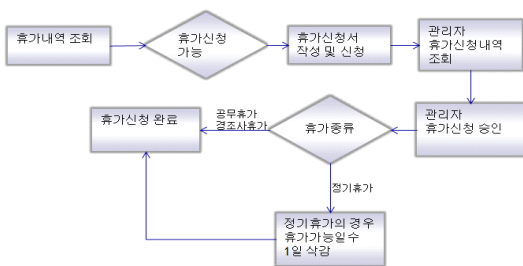 휴가내역 조회
휴가신청
가능
휴가신청서
작성 및 신청
관리자
휴가신청내역
조회
관리자
휴가신청 승인
휴가종류
공무휴가
경조사휴가
휴가신청 완료
정기휴가
정기휴가의 경우
휴가가능일수
1일 삭감